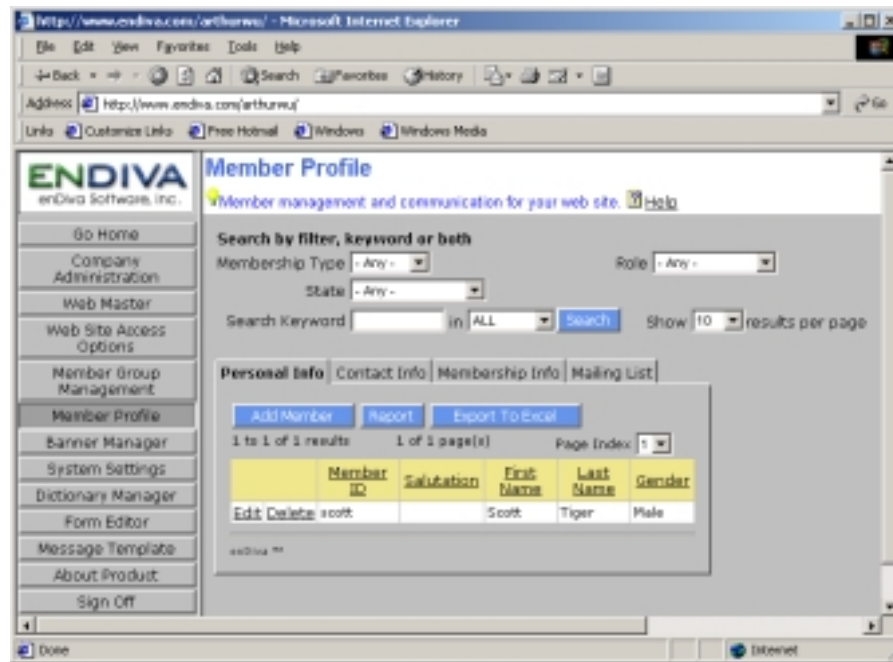 http://www.endiva.com/arthurwu/ - Microsoft Internet Explorer
File Edit View Favorites Tools Help
Back Search Favorites History
Address http://www.endiva.com/arthurwu/ Go
Links Customize Links Free Hotmail Windows Windows Media
ENDIVA
enDiva Software, Inc.
Go Home
Company Administration
Web Master
Web Site Access Options
Member Group Management
Member Profile
Banner Manager
System Settings
Dictionary Manager
Form Editor
Message Template
About Product
Sign Off
Member Profile
Member management and communication for your web site. Help
Search by filter, keyword or both
Membership Type - Any - Role - Any -
State - Any -
Search Keyword in ALL Search Show 10 results per page
Personal Info Contact Info Membership Info Mailing List
Add Member Report Export To Excel
1 to 1 of 1 results 1 of 1 page(s) Page Index 1
Member ID Salutation First Name Last Name Gender
Edit Delete scott Scott Tiger Male
enDiva TM
Done Internet